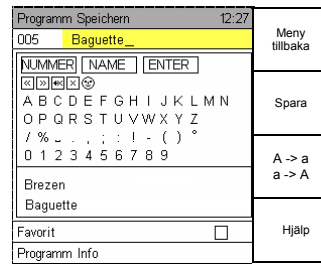 Programm Speichern 12:27
005 Baguette_
NUMMER NAME ENTER
A B C D E F G H I J K L M N
O P Q R S T U V W X Y Z
/ % _ . , ; : ! - ( ) °
0 1 2 3 4 5 6 7 8 9
Brezen
Baguette
Favorit
Programm Info
Meny
tillbaka
Spara
A -> a
a -> A
Hjälp